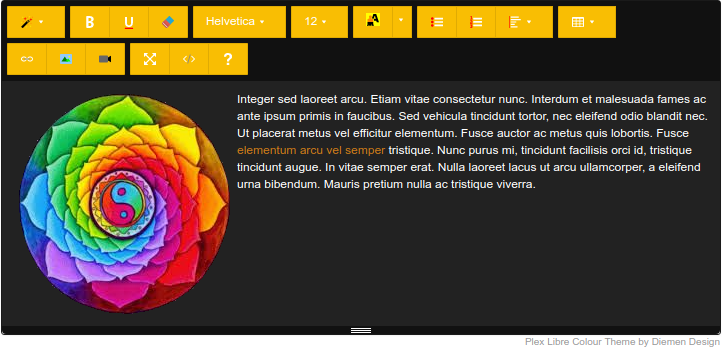 B U Helvetica 12 A
?
Integer sed laoreet arcu. Etiam vitae consectetur nunc. Interdum et malesuada fames ac
ante ipsum primis in faucibus. Sed vehicula tincidunt tortor, nec eleifend odio blandit nec.
Ut placerat metus vel efficitur elementum. Fusce auctor ac metus quis lobortis. Fusce
elementum arcu vel semper tristique. Nunc purus mi, tincidunt facilisis orci id, tristique
tincidunt augue. In vitae semper erat. Nulla laoreet lacus ut arcu ullamcorper, a eleifend
urna bibendum. Mauris pretium nulla ac tristique viverra.
Plex Libre Colour Theme by Diemen Design